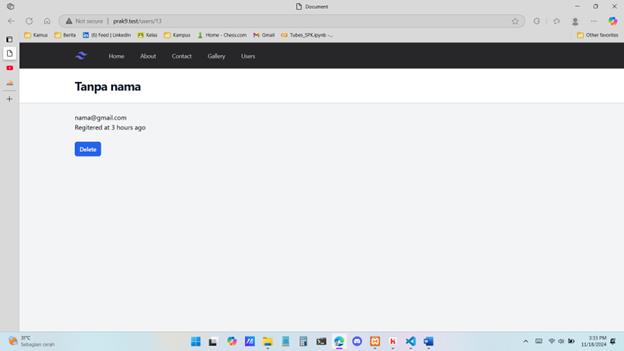 Document
Not secure
prak9.test/users/13
Kamus
Berita
(6) Feed | LinkedIn
Kelas
Kampus
Home - Chess.com
Gmail
Tubes_SPK.ipynb -...
Other favorites
Home
About
Contact
Gallery
Users
Tanpa nama
nama@gmail.com
Regitered at 3 hours ago
Delete
31°C
Sebagian cerah
3:33 PM
11/18/2024